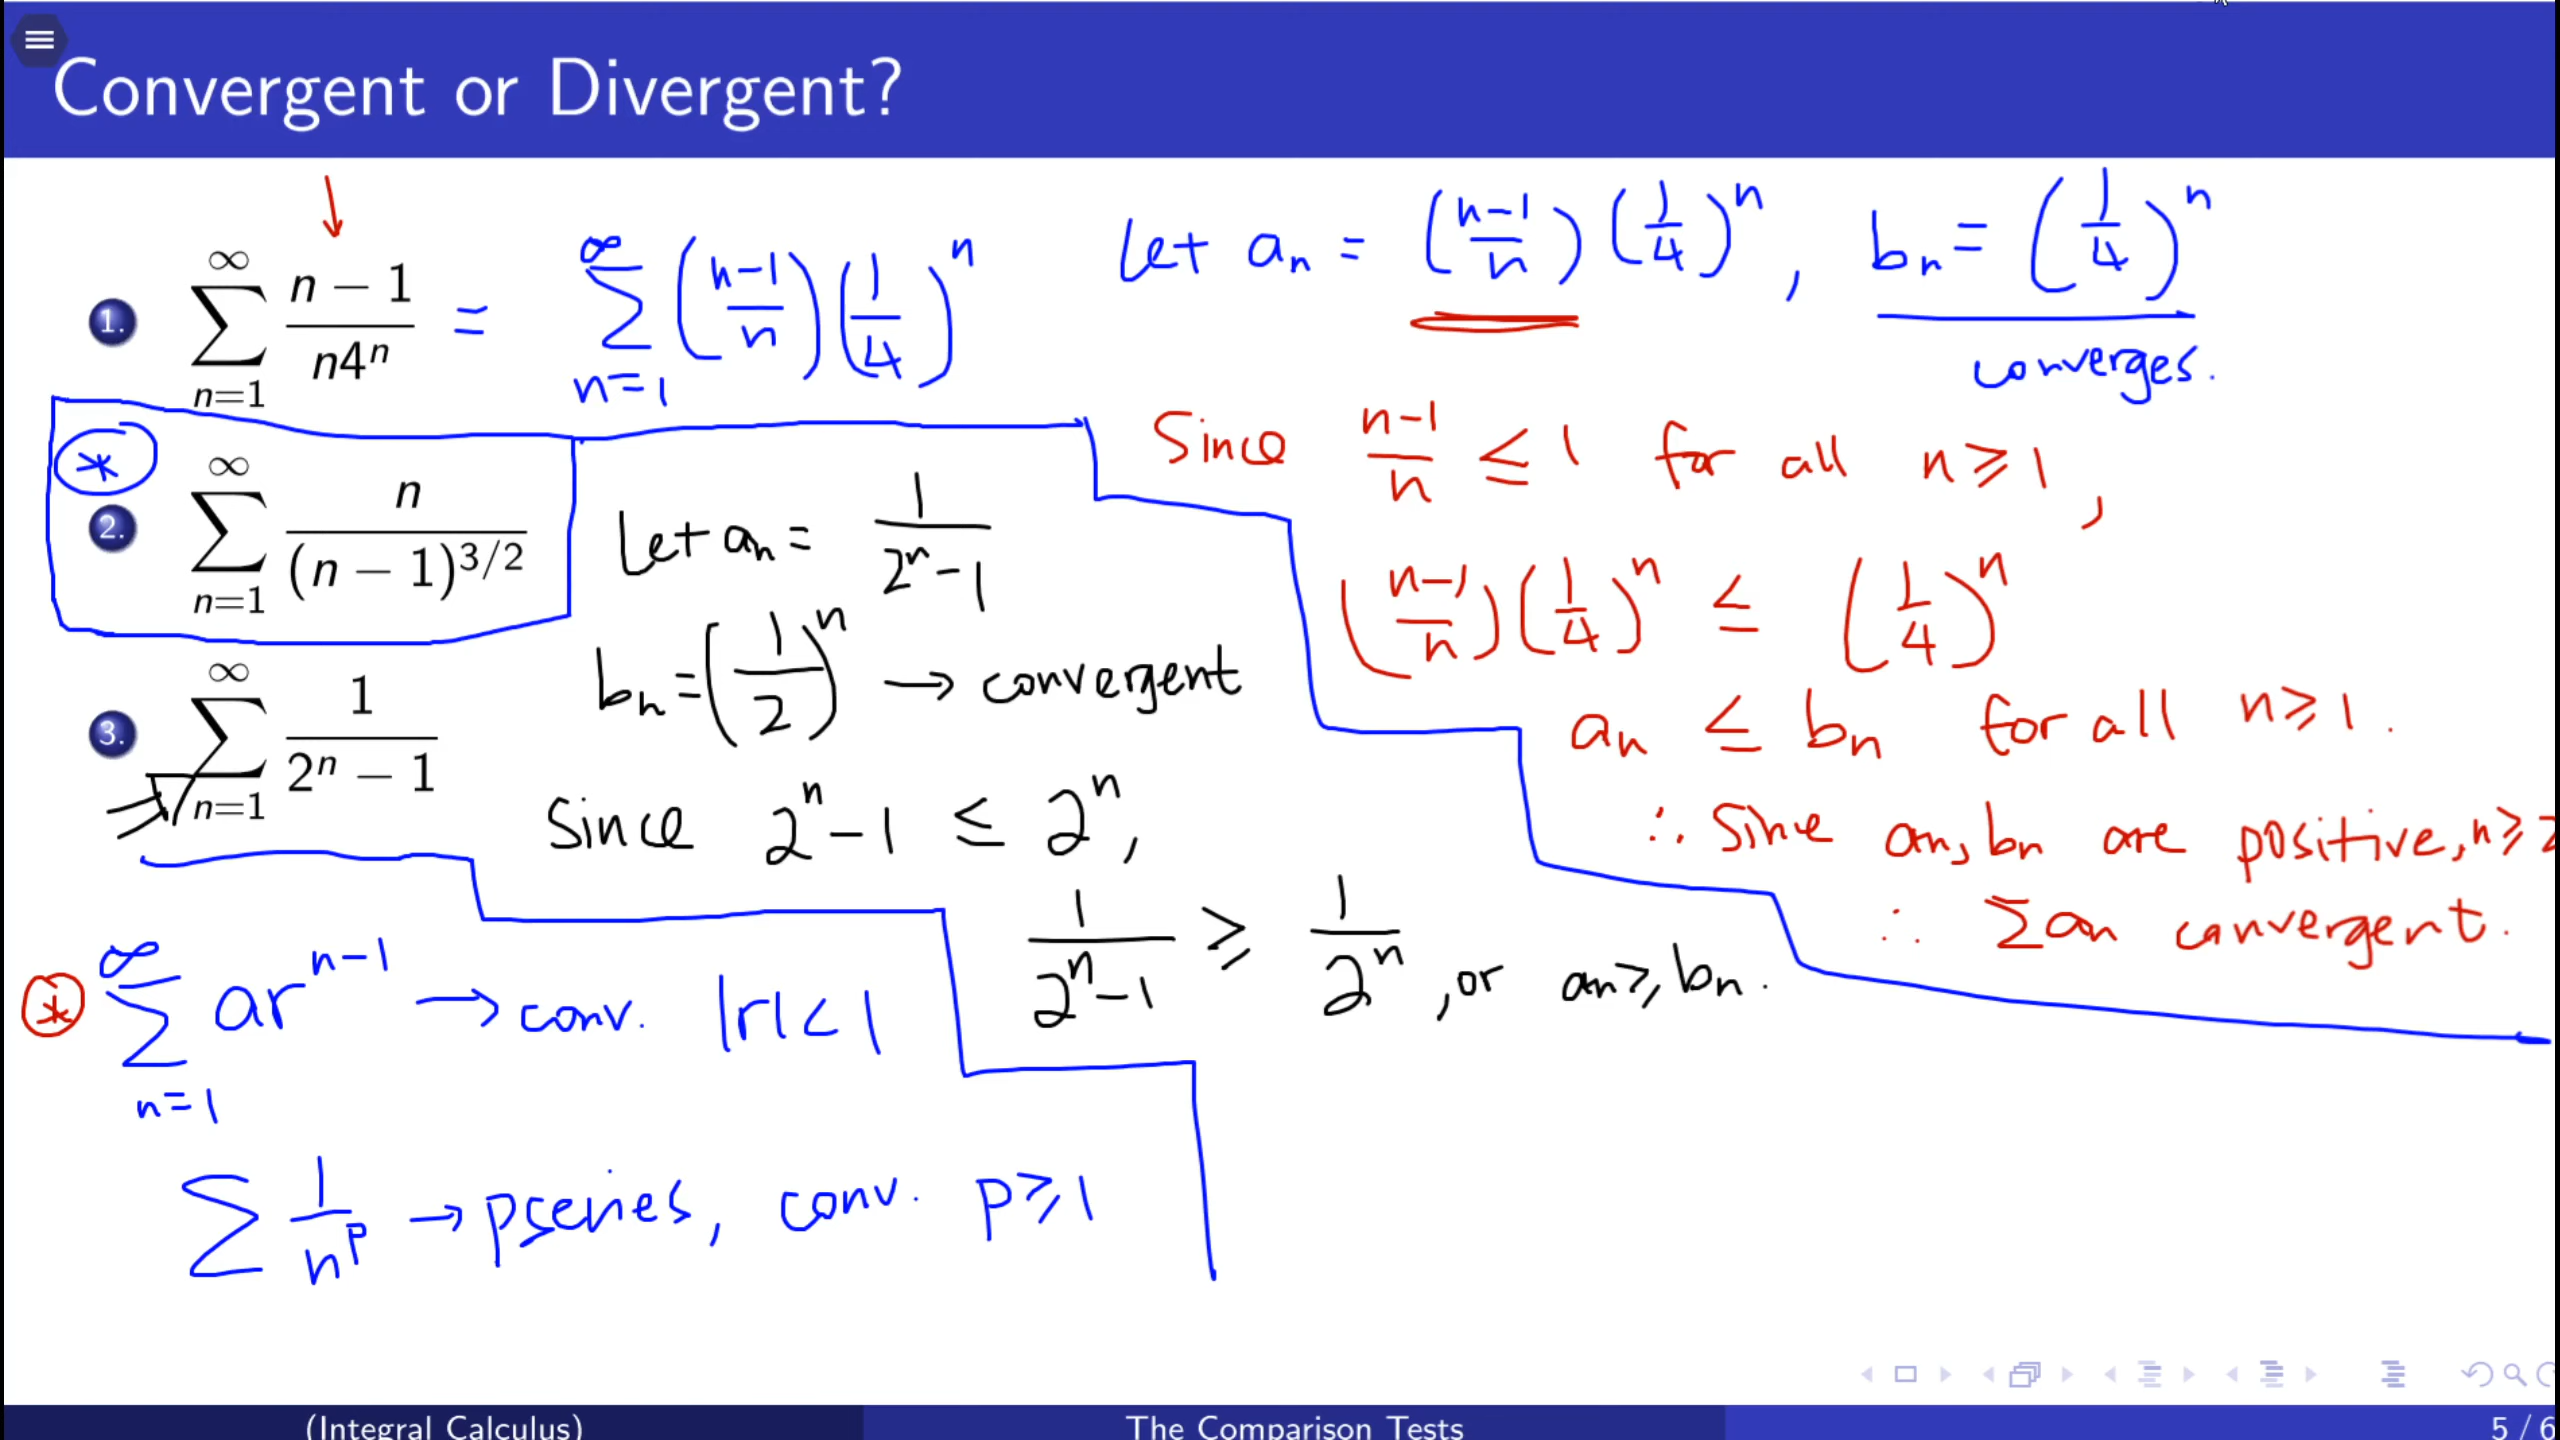 Convergent or Divergent?
1. ∑_{n=1}^{∞} (n − 1)/(n4^n) = ∑_{n=1}^{∞} ((n-1)/n)(1/4)^n
Let a_n = ((n-1)/n)(1/4)^n , b_n = (1/4)^n
converges.
Since (n-1)/n ≤ 1 for all n ≥ 1 ,
((n-1)/n)(1/4)^n ≤ (1/4)^n
a_n ≤ b_n for all n ≥ 1 .
∴ Since a_n, b_n are positive, n ≥ 2
∴ ∑a_n convergent.
*
2. ∑_{n=1}^{∞} n/(n − 1)^{3/2}
3. ∑_{n=1}^{∞} 1/(2^n − 1)
Let a_n = 1/(2^n - 1)
b_n = (1/2)^n → convergent
Since 2^n - 1 ≤ 2^n ,
1/(2^n - 1) ≥ 1/2^n , or a_n ≥ b_n .
* ∑_{n=1}^{∞} ar^{n-1} → conv. |r| < 1
∑ 1/n^p → pseries, conv. p ≥ 1
(Integral Calculus)
The Comparison Tests
5 / 6